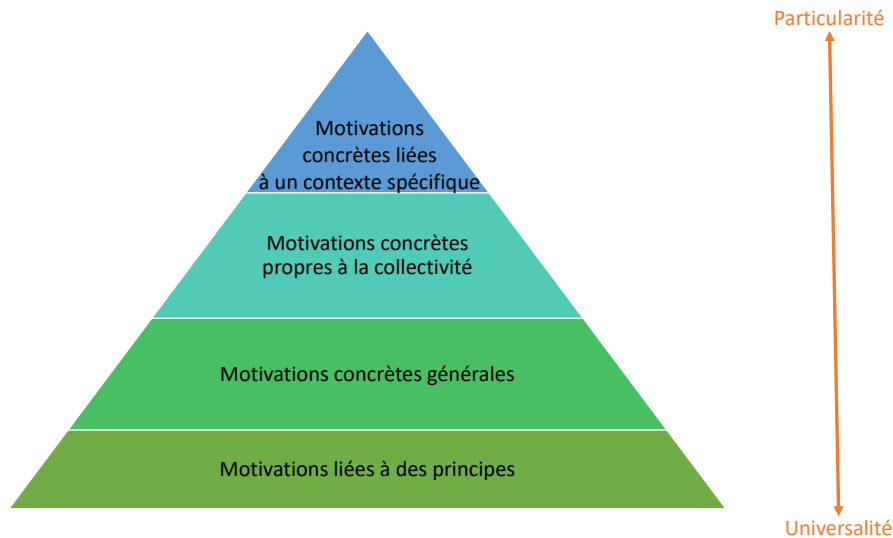 Particularité
Motivations
concrètes liées
à un contexte spécifique
Motivations concrètes
propres à la collectivité
Motivations concrètes générales
Motivations liées à des principes
Universalité